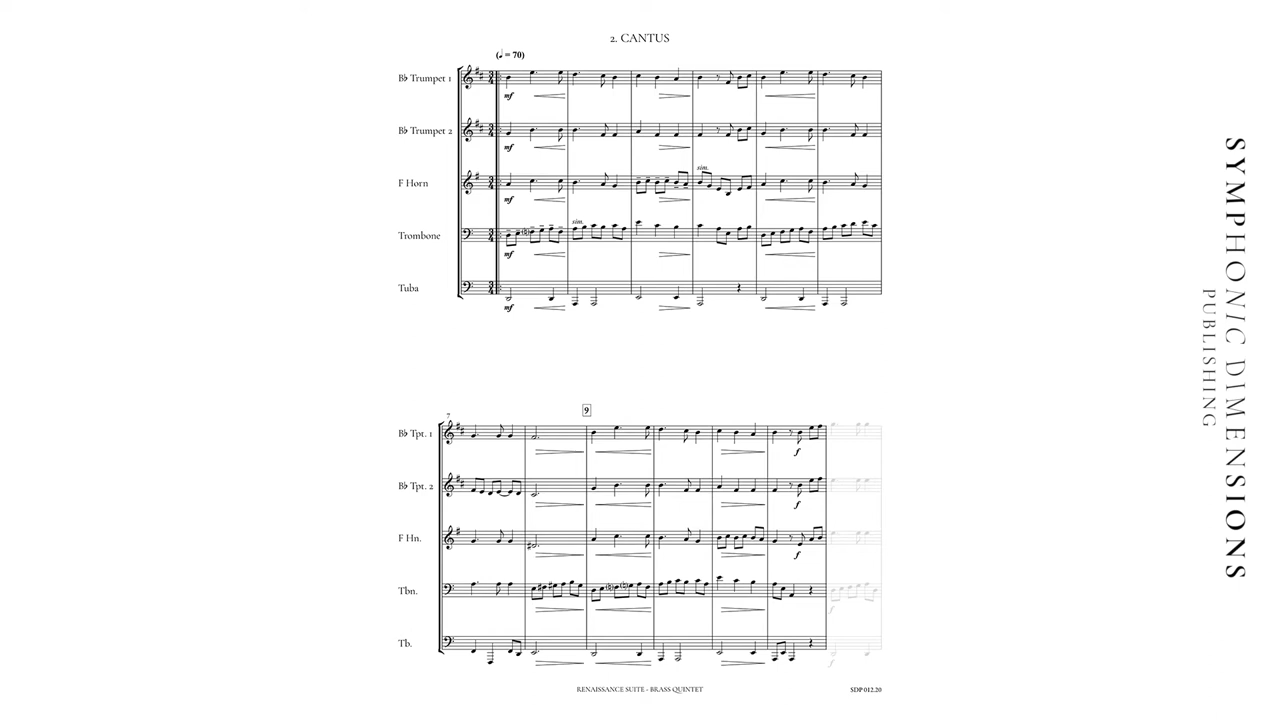 2. CANTUS
(♩ = 70)
B♭ Trumpet 1
mf
B♭ Trumpet 2
mf
sim.
F Horn
mf
sim.
Trombone
mf
Tuba
mf
7
9
B♭ Tpt. 1
f
B♭ Tpt. 2
f
F Hn.
f
Tbn.
f
Tb.
f
RENAISSANCE SUITE - BRASS QUINTET
SDP 012.20
SYMPHONIC DIMENSIONS
PUBLISHING